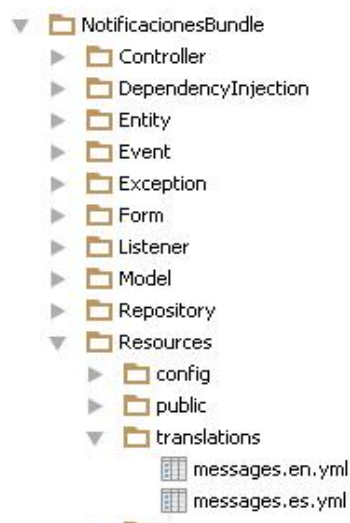 NotificacionesBundle
Controller
DependencyInjection
Entity
Event
Exception
Form
Listener
Model
Repository
Resources
config
public
translations
messages.en.yml
messages.es.yml